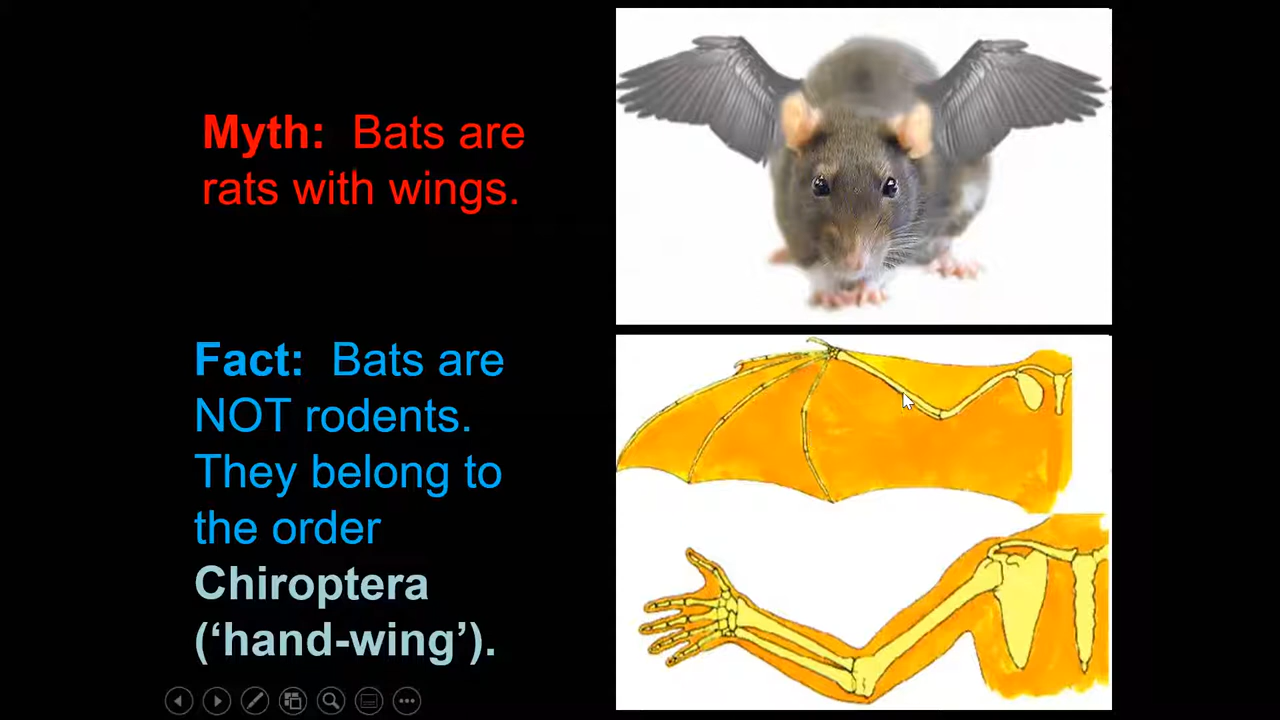 Myth: Bats are
rats with wings.
Fact: Bats are
NOT rodents.
They belong to
the order
Chiroptera
(‘hand-wing’).